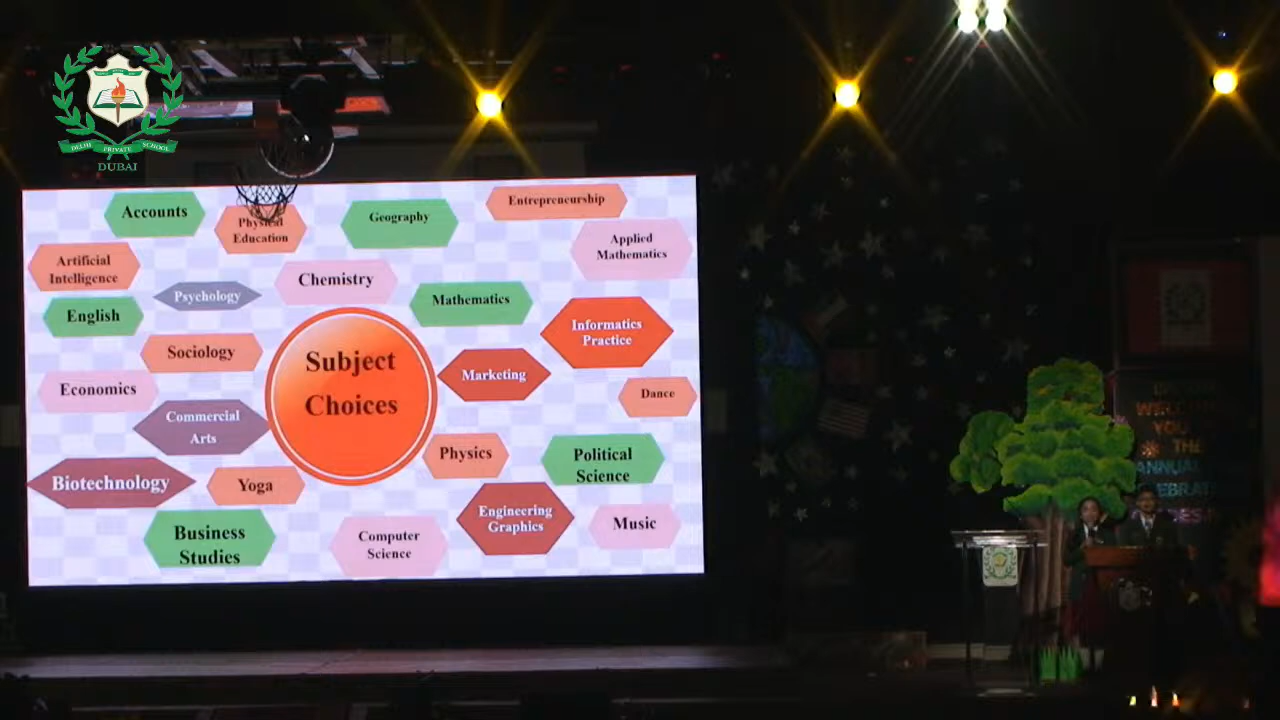 DELHI PRIVATE SCHOOL
DUBAI
Accounts
Physical
Education
Geography
Entrepreneurship
Applied
Mathematics
Artificial
Intelligence
Chemistry
Psychology
Mathematics
English
Informatics
Practice
Sociology
Subject
Choices
Marketing
Economics
Dance
Commercial
Arts
Physics
Political
Science
Biotechnology
Yoga
Engineering
Graphics
Music
Business
Studies
Computer
Science
YOU
THE
ANNUAL